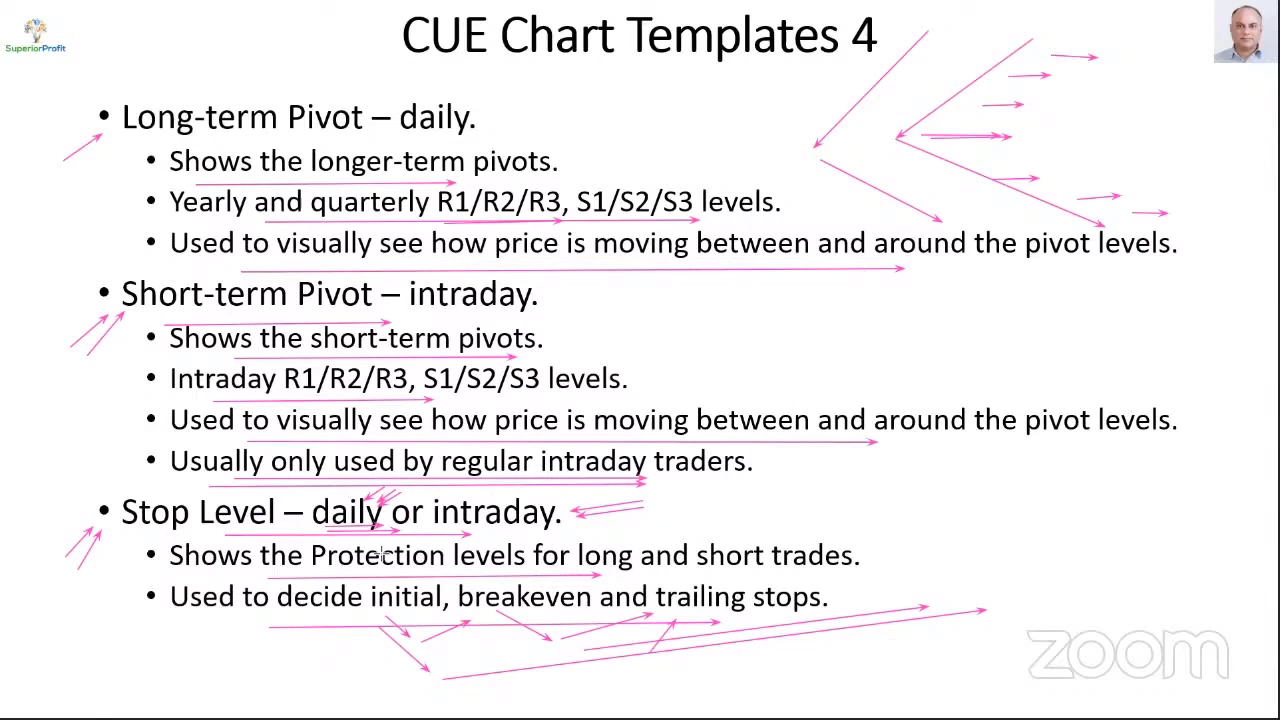 SuperiorProfit
CUE Chart Templates 4
• Long-term Pivot – daily.
• Shows the longer-term pivots.
• Yearly and quarterly R1/R2/R3, S1/S2/S3 levels.
• Used to visually see how price is moving between and around the pivot levels.
• Short-term Pivot – intraday.
• Shows the short-term pivots.
• Intraday R1/R2/R3, S1/S2/S3 levels.
• Used to visually see how price is moving between and around the pivot levels.
• Usually only used by regular intraday traders.
• Stop Level – daily or intraday.
• Shows the Protection levels for long and short trades.
• Used to decide initial, breakeven and trailing stops.
zoom